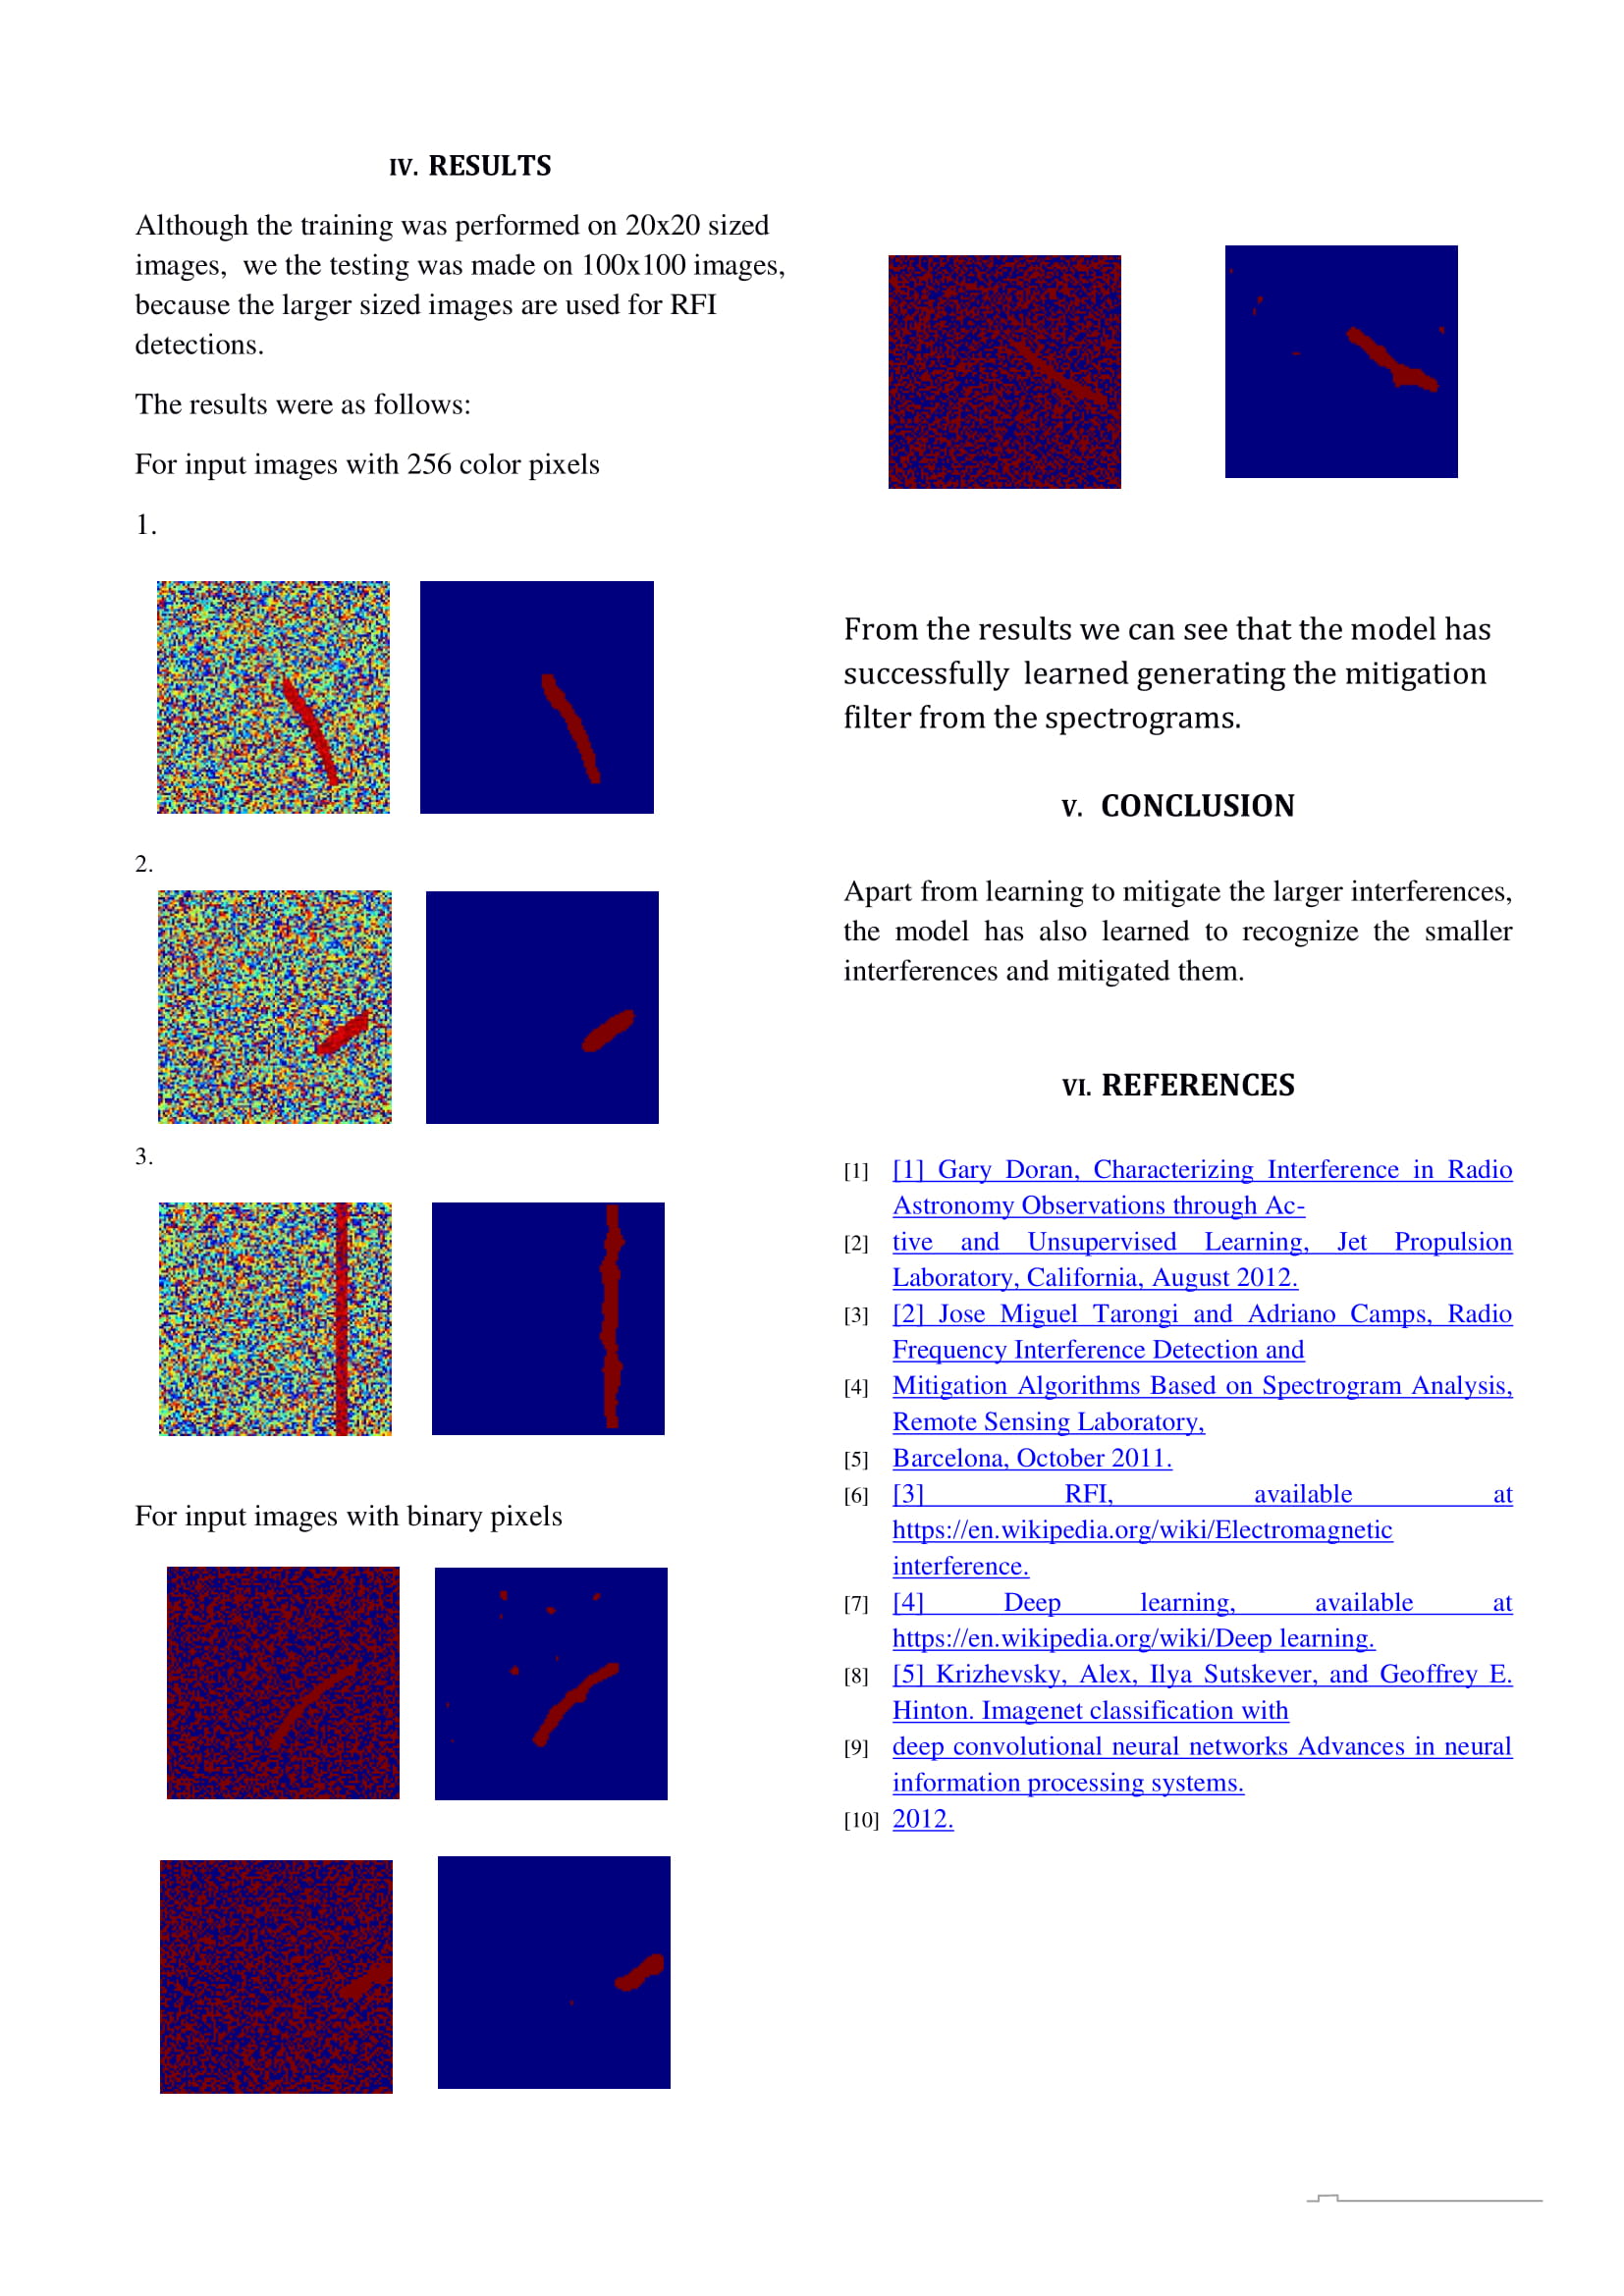 IV. RESULTS
Although the training was performed on 20x20 sized
images,  we the testing was made on 100x100 images,
because the larger sized images are used for RFI
detections.
The results were as follows:
For input images with 256 color pixels
1.
2.
3.
For input images with binary pixels
From the results we can see that the model has
successfully  learned generating the mitigation
filter from the spectrograms.
V. CONCLUSION
Apart from learning to mitigate the larger interferences,
the model has also learned to recognize the smaller
interferences and mitigated them.
VI. REFERENCES
[1] [1] Gary Doran, Characterizing Interference in Radio
Astronomy Observations through Ac-
[2] tive and Unsupervised Learning, Jet Propulsion
Laboratory, California, August 2012.
[3] [2] Jose Miguel Tarongi and Adriano Camps, Radio
Frequency Interference Detection and
[4] Mitigation Algorithms Based on Spectrogram Analysis,
Remote Sensing Laboratory,
[5] Barcelona, October 2011.
[6] [3] RFI, available at
https://en.wikipedia.org/wiki/Electromagnetic
interference.
[7] [4] Deep learning, available at
https://en.wikipedia.org/wiki/Deep learning.
[8] [5] Krizhevsky, Alex, Ilya Sutskever, and Geoffrey E.
Hinton. Imagenet classification with
[9] deep convolutional neural networks Advances in neural
information processing systems.
[10] 2012.